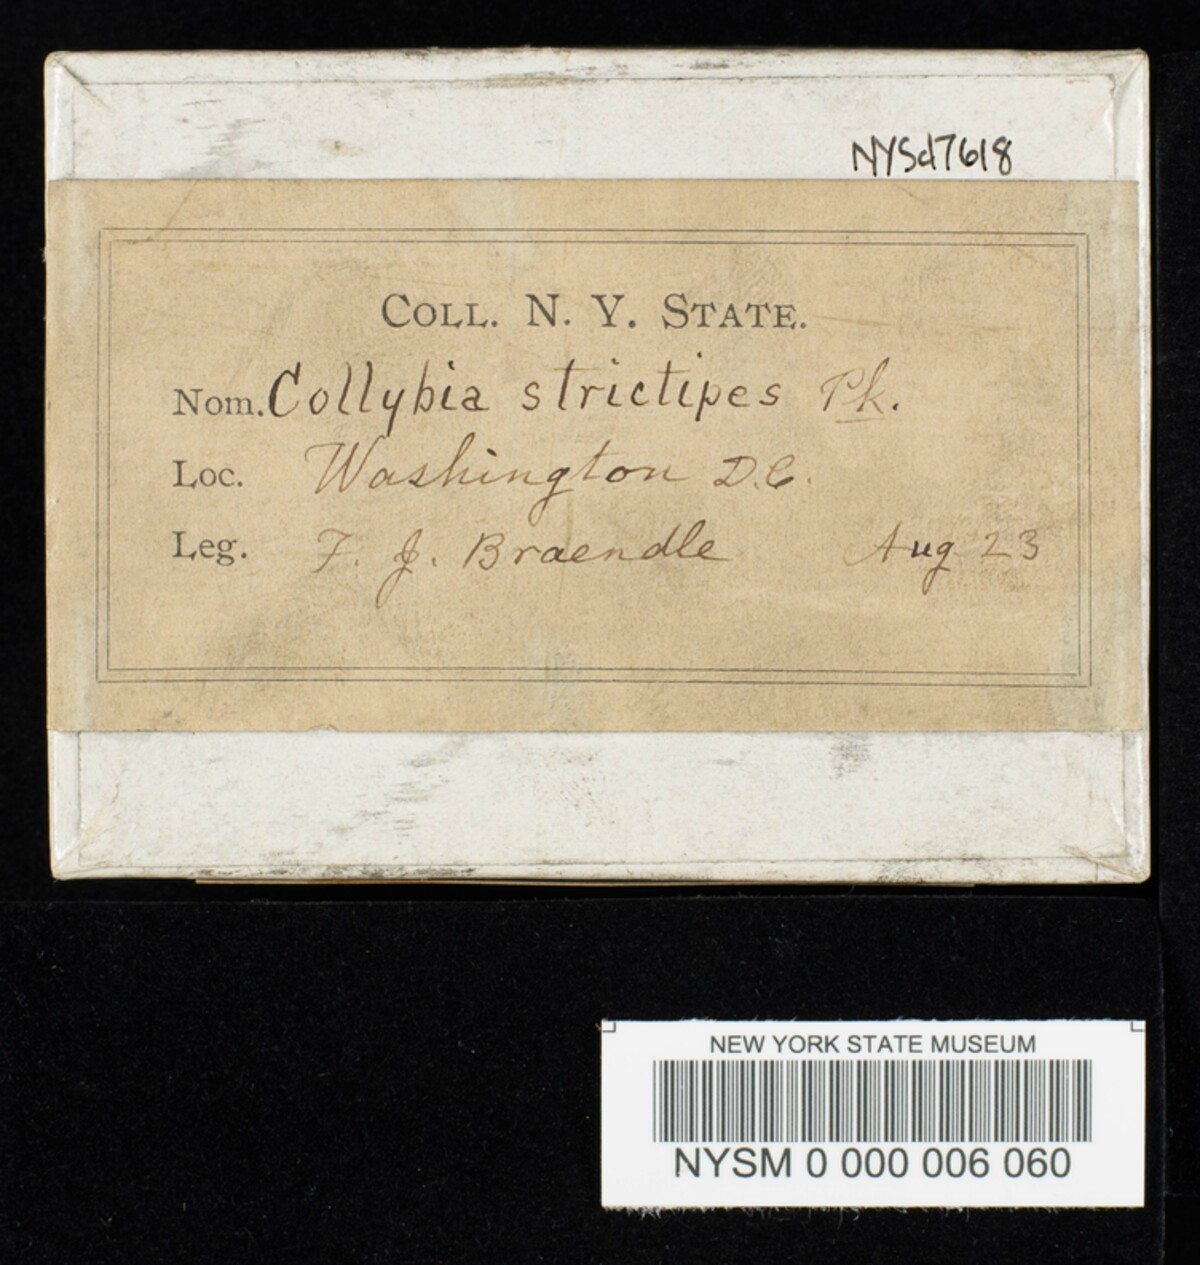 NYSd7618
COLL. N. Y. STATE.
Nom. Collybia strictipes Pk.
Loc. Washington D.C.
Leg. F. J. Braendle Aug 23
NEW YORK STATE MUSEUM
NYSM 0 000 006 060